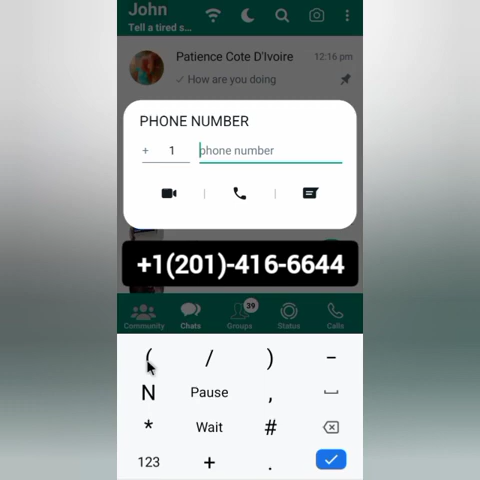 John
Tell a tired s...
Patience Cote D'Ivoire 12:16 pm
✓ How are you doing
PHONE NUMBER
+ 1 phone number
+1(201)-416-6644
39
Community Chats Groups Status Calls
( / ) -
N Pause ,
* Wait #
123 + .